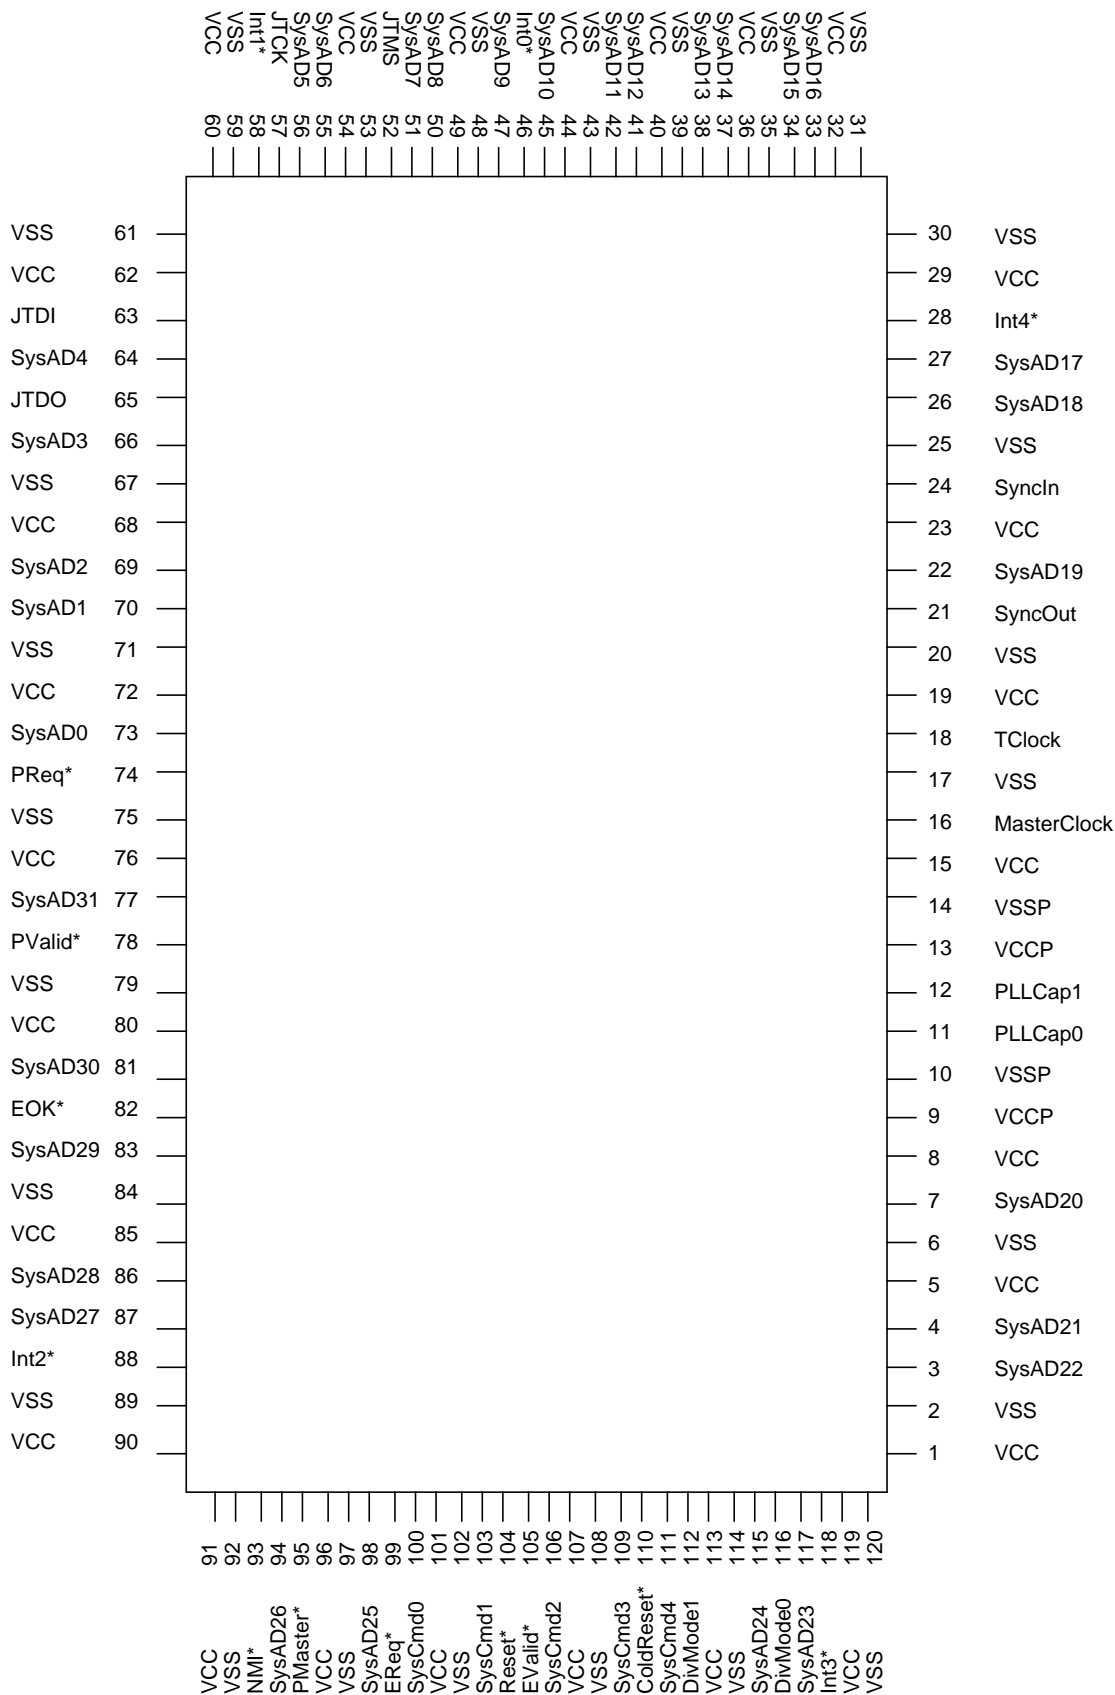 VCC 60
VSS 59
Int1* 58
JTCK 57
SysAD5 56
SysAD6 55
VCC 54
VSS 53
JTMS 52
SysAD7 51
SysAD8 50
VCC 49
VSS 48
SysAD9 47
Int0* 46
SysAD10 45
VCC 44
VSS 43
SysAD11 42
SysAD12 41
VCC 40
VSS 39
SysAD13 38
SysAD14 37
VCC 36
VSS 35
SysAD15 34
SysAD16 33
VCC 32
VSS 31
VSS 61
VCC 62
JTDI 63
SysAD4 64
JTDO 65
SysAD3 66
VSS 67
VCC 68
SysAD2 69
SysAD1 70
VSS 71
VCC 72
SysAD0 73
PReq* 74
VSS 75
VCC 76
SysAD31 77
PValid* 78
VSS 79
VCC 80
SysAD30 81
EOK* 82
SysAD29 83
VSS 84
VCC 85
SysAD28 86
SysAD27 87
Int2* 88
VSS 89
VCC 90
30 VSS
29 VCC
28 Int4*
27 SysAD17
26 SysAD18
25 VSS
24 SyncIn
23 VCC
22 SysAD19
21 SyncOut
20 VSS
19 VCC
18 TClock
17 VSS
16 MasterClock
15 VCC
14 VSSP
13 VCCP
12 PLLCap1
11 PLLCap0
10 VSSP
9 VCCP
8 VCC
7 SysAD20
6 VSS
5 VCC
4 SysAD21
3 SysAD22
2 VSS
1 VCC
VCC 91
VSS 92
NMI* 93
SysAD26 94
PMaster* 95
VCC 96
VSS 97
SysAD25 98
EReq* 99
SysCmd0 100
VCC 101
VSS 102
SysCmd1 103
Reset* 104
EValid* 105
SysCmd2 106
VCC 107
VSS 108
SysCmd3 109
ColdReset* 110
SysCmd4 111
DivMode1 112
VCC 113
VSS 114
SysAD24 115
DivMode0 116
SysAD23 117
Int3* 118
VCC 119
VSS 120